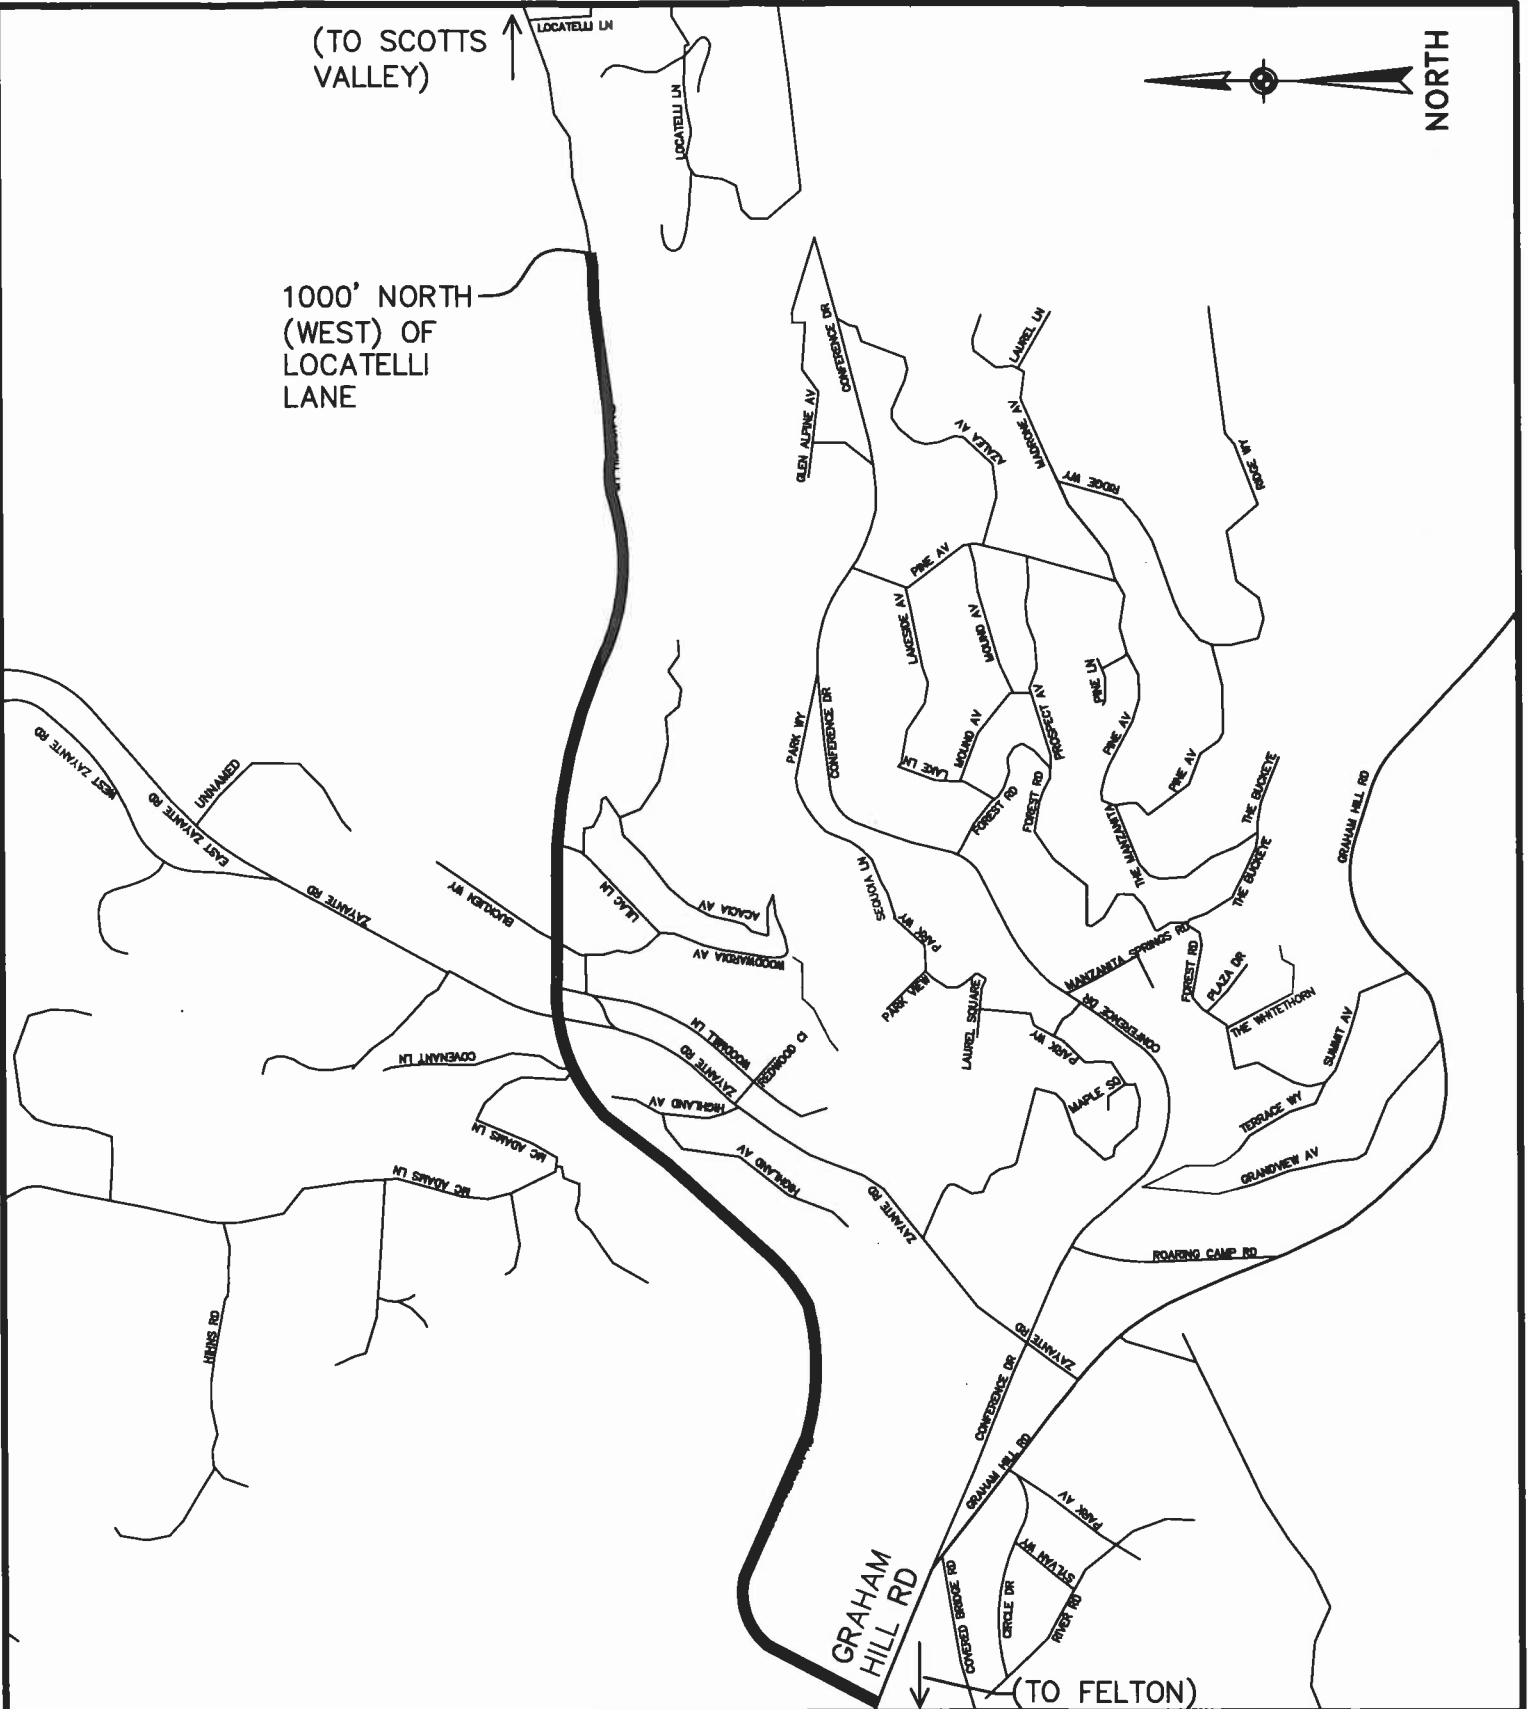 (TO SCOTTS
VALLEY)
LOCATELLI LN
LOCATELLI LN
NORTH
1000' NORTH
(WEST) OF
LOCATELLI
LANE
CONFERENCE DR
GLEN ALPINE AV
LAUREL LN
MADRONE AV
AZALEA AV
RIDGE WY
RIDGE WY
PINE AV
LAKESIDE AV
MOUND AV
PINE LN
PROSPECT AV
PARK WY
CONFERENCE DR
MOUND AV
LAKE LN
PINE AV
PINE AV
FOREST RD
FOREST RD
THE MANZANITA
THE BUCKEYE
THE BUCKEYE
GRAHAM HILL RD
WEST ZAYANTE RD
UNNAMED
EAST ZAYANTE RD
ZAYANTE RD
BUCKLIEN WY
LILAC LN
ACACIA AV
WOODWARDIA AV
SEQUOIA LN
PARK WY
PARK VIEW
LAUREL SQUARE
MANZANITA SPRINGS RD
FOREST RD
PLAZA DR
THE WHITETHORN
CONFERENCE DR
PARK WY
MAPLE SQ
SUMMIT AV
TERRACE WY
GRANDVIEW AV
ROARING CAMP RD
COVENANT LN
WOODMILL LN
ZAYANTE RD
REDWOOD CI
HIGHLAND AV
HIGHLAND AV
MC ADAMS LN
MC ADAMS LN
ZAYANTE RD
HIHNS RD
ZAYANTE RD
CONFERENCE DR
GRAHAM HILL RD
PARK AV
SYLVAN WY
CIRCLE DR
RIVER RD
COVERED BRIDGE RD
GRAHAM
HILL RD
(TO FELTON)